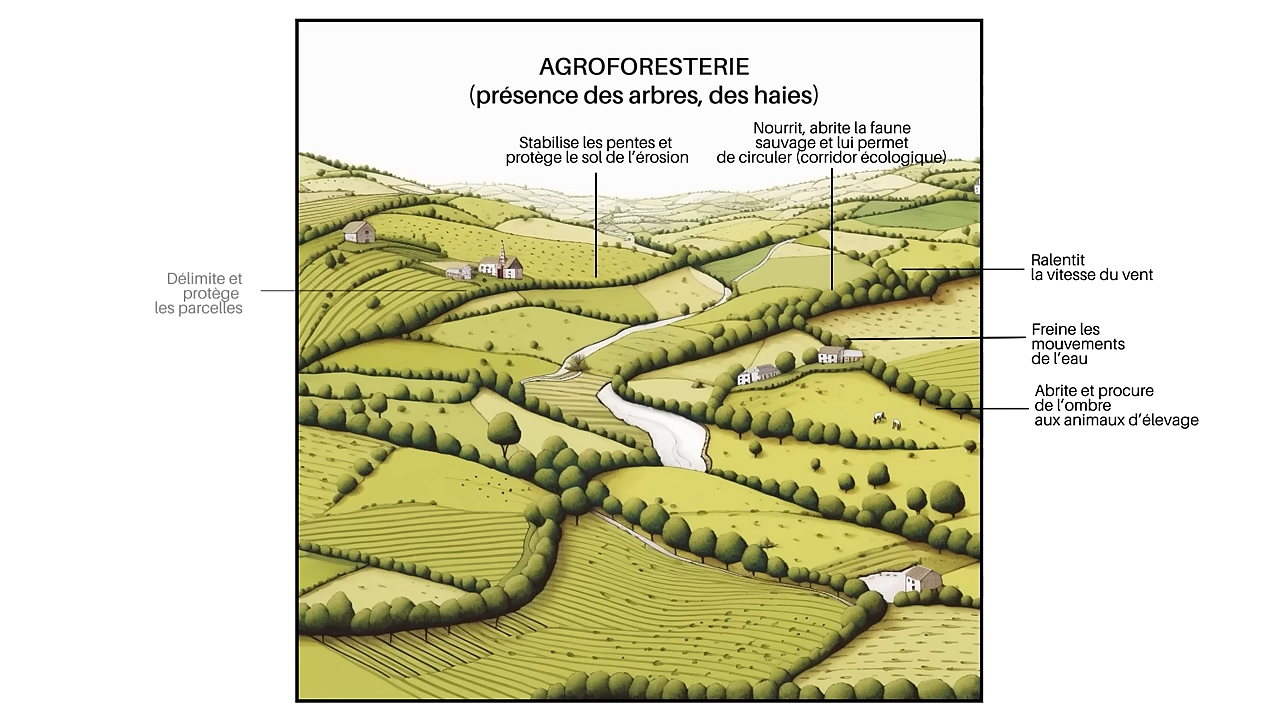 AGROFORESTERIE
(présence des arbres, des haies)
Stabilise les pentes et
protège le sol de l'érosion
Nourrit, abrite la faune
sauvage et lui permet
de circuler (corridor écologique)
Délimite et
protège
les parcelles
Ralentit
la vitesse du vent
Freine les
mouvements
de l'eau
Abrite et procure
de l'ombre
aux animaux d'élevage